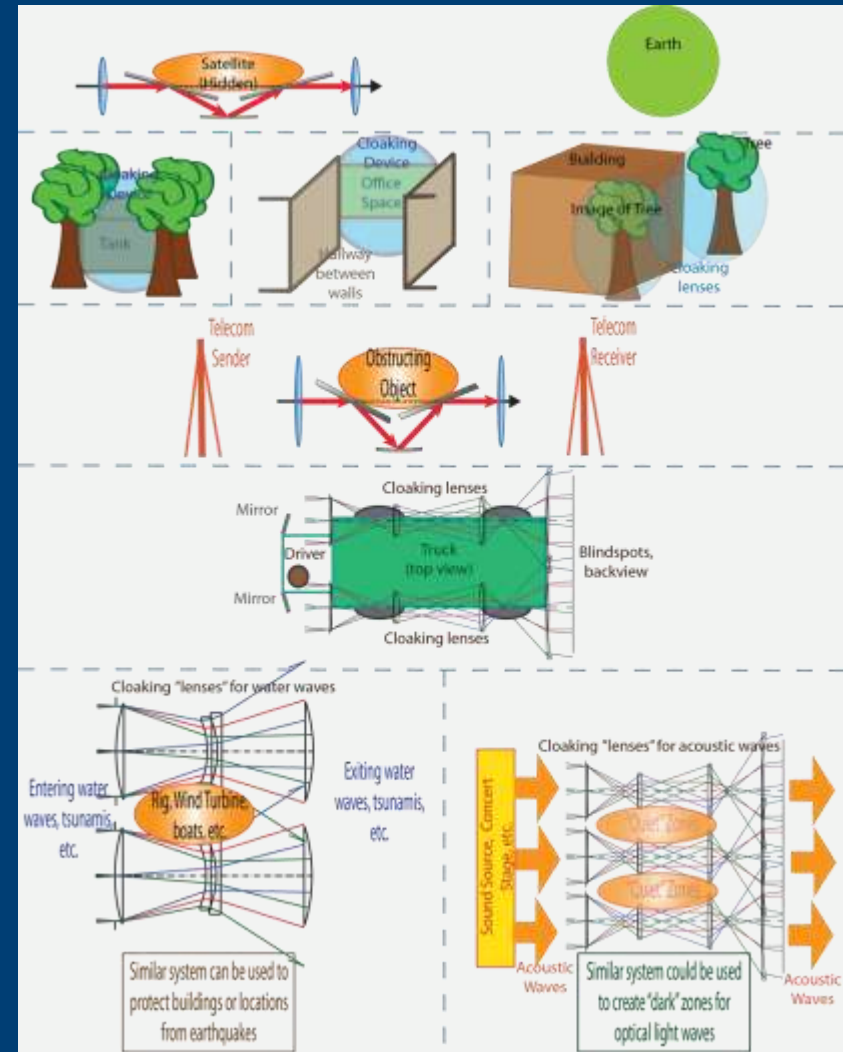 Satellite
(Hidden)
Earth
Cloaking
Device
Tank
Cloaking
Device
Office
Space
Hallway
between
walls
Building
Tree
Image of Tree
Cloaking
lenses
Telecom
Sender
Obstructing
Object
Telecom
Receiver
Cloaking lenses
Mirror
Driver
Truck
(top view)
Blindspots,
backview
Mirror
Cloaking lenses
Cloaking "lenses" for water waves
Entering water
waves, tsunamis,
etc.
Rig, Wind Turbine,
boats, etc.
Exiting water
waves, tsunamis,
etc.
Similar system can be used to
protect buildings or locations
from earthquakes
Cloaking "lenses" for acoustic waves
Sound Source, Concert
Stage, etc.
"Quiet" Zones
"Quiet" Zones
Acoustic
Waves
Similar system could be used
to create "dark" zones for
optical light waves
Acoustic
Waves